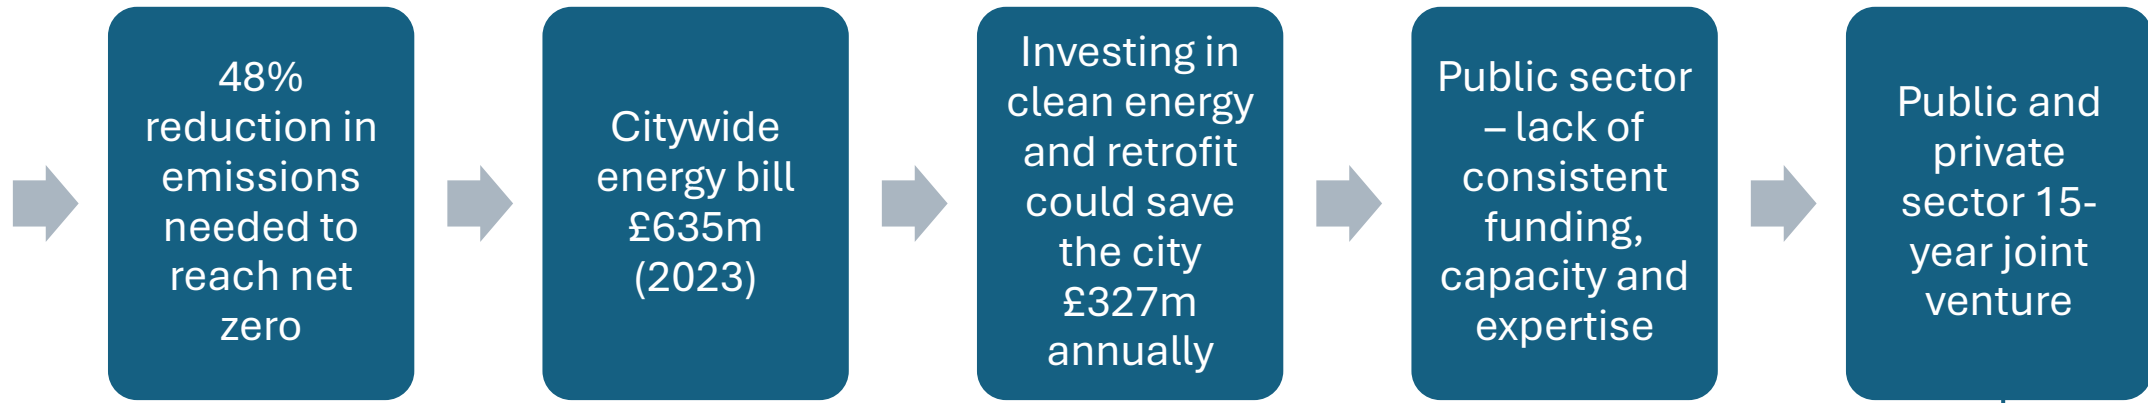 48%
reduction in
emissions
needed to
reach net
zero
Citywide
energy bill
£635m
(2023)
Investing in
clean energy
and retrofit
could save
the city
£327m
annually
Public sector
– lack of
consistent
funding,
capacity and
expertise
Public and
private
sector 15-
year joint
venture